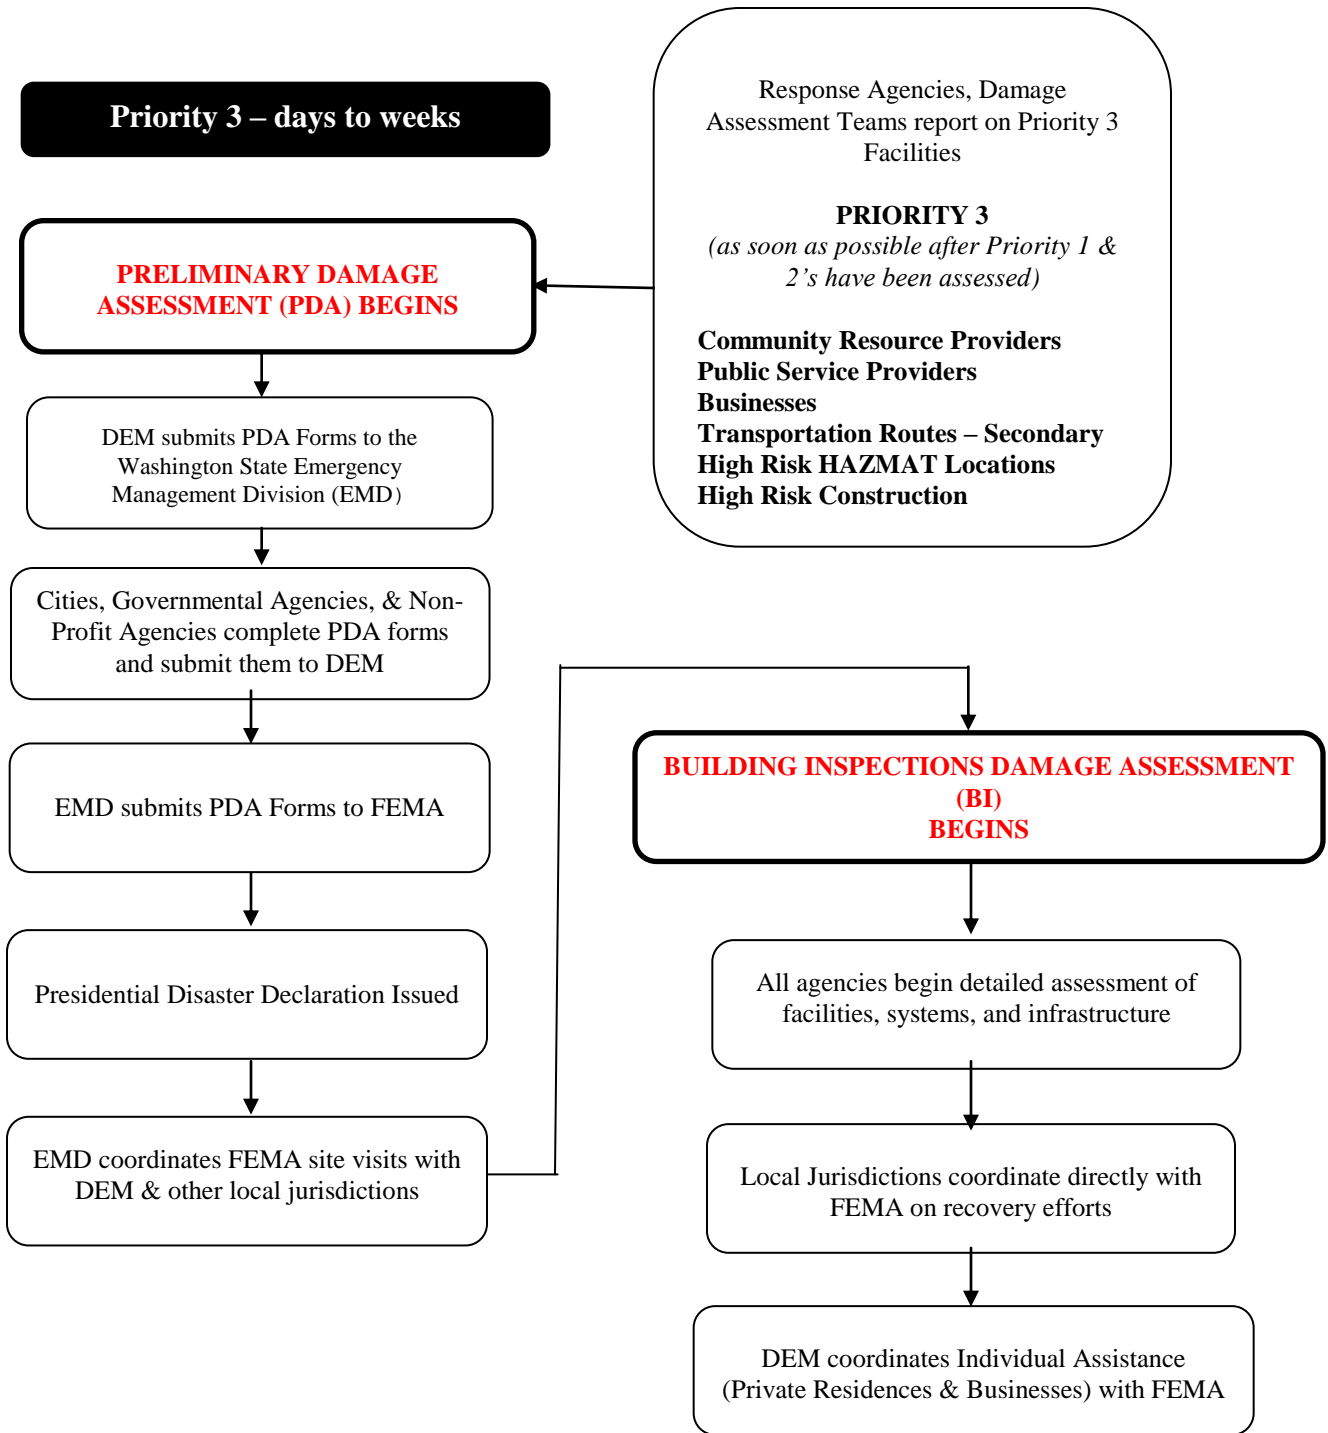 Priority 3 – days to weeks
Response Agencies, Damage
Assessment Teams report on Priority 3
Facilities
PRIORITY 3
(as soon as possible after Priority 1 &
2's have been assessed)
Community Resource Providers
Public Service Providers
Businesses
Transportation Routes – Secondary
High Risk HAZMAT Locations
High Risk Construction
PRELIMINARY DAMAGE
ASSESSMENT (PDA) BEGINS
DEM submits PDA Forms to the
Washington State Emergency
Management Division (EMD)
Cities, Governmental Agencies, & Non-
Profit Agencies complete PDA forms
and submit them to DEM
EMD submits PDA Forms to FEMA
Presidential Disaster Declaration Issued
EMD coordinates FEMA site visits with
DEM & other local jurisdictions
BUILDING INSPECTIONS DAMAGE ASSESSMENT
(BI)
BEGINS
All agencies begin detailed assessment of
facilities, systems, and infrastructure
Local Jurisdictions coordinate directly with
FEMA on recovery efforts
DEM coordinates Individual Assistance
(Private Residences & Businesses) with FEMA